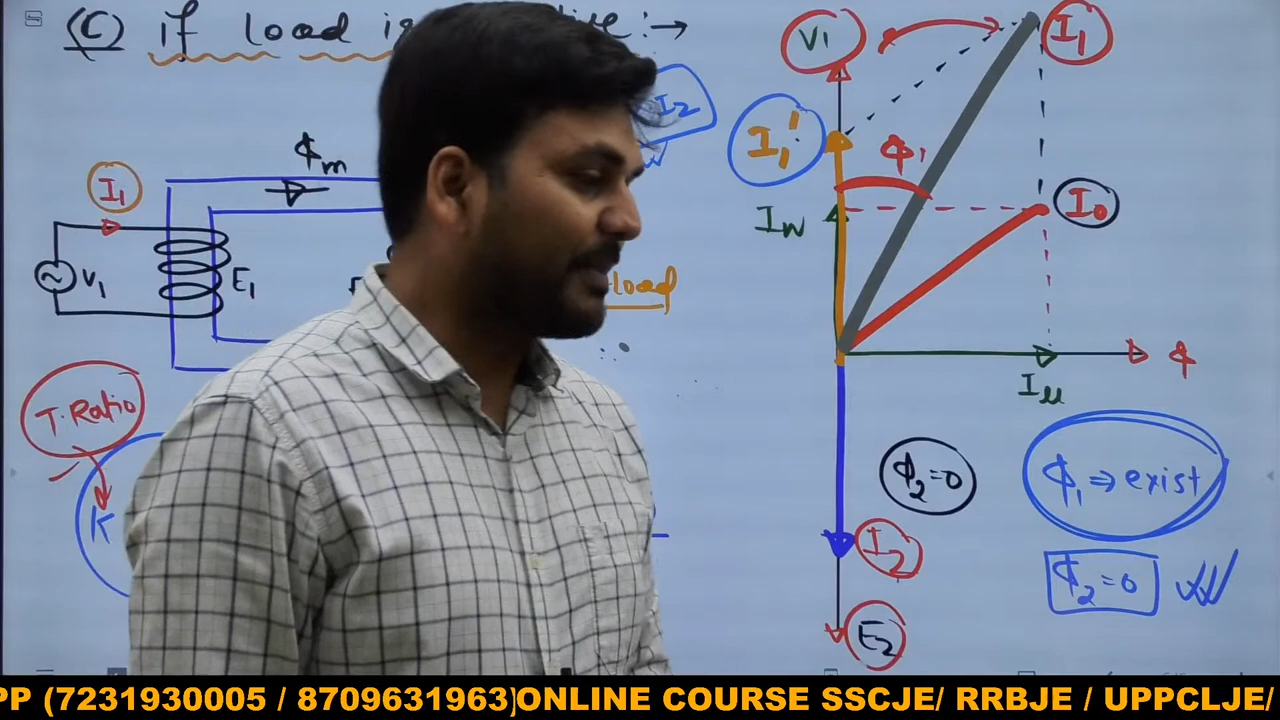 (C) if load is
Φm
I1
V1
E1
load
I2
T.Ratio
K
V1
I1
I1'
Φ1
Iw
I0
Φ
Iμ
Φ2=0
Φ1 ⇒ exist
Φ2=0
I2
E2
PP (7231930005 / 8709631963) ONLINE COURSE SSCJE/ RRBJE / UPPCLJE/